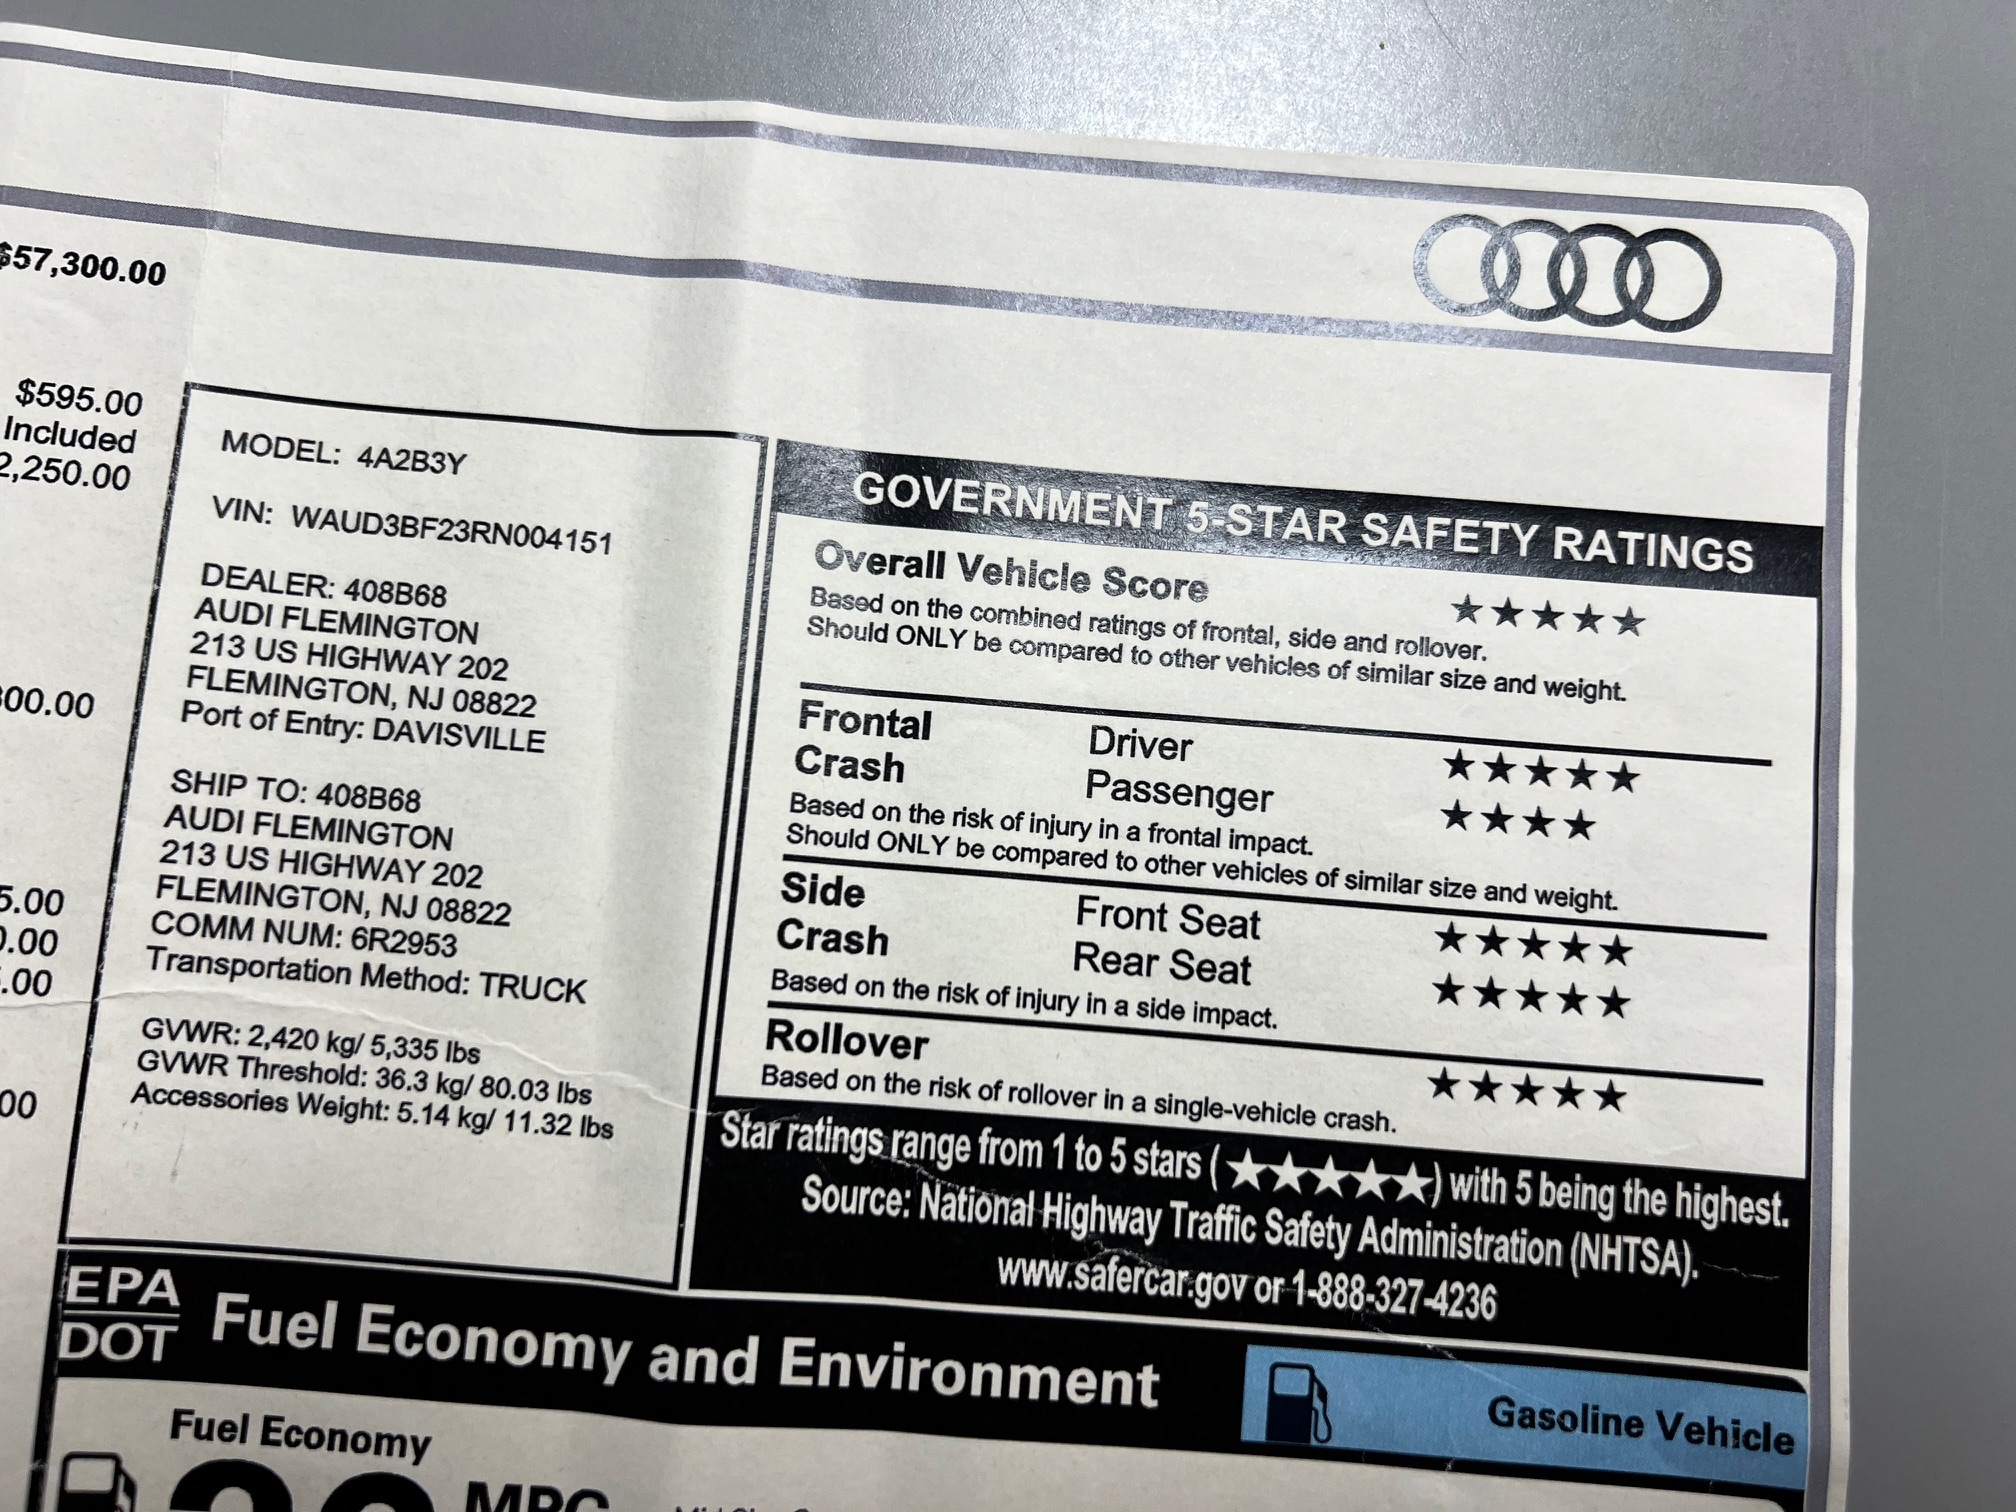 $57,300.00
$595.00
Included
2,250.00
00.00
5.00
0.00
.00
00
MODEL: 4A2B3Y
VIN: WAUD3BF23RN004151
DEALER: 408B68
AUDI FLEMINGTON
213 US HIGHWAY 202
FLEMINGTON, NJ 08822
Port of Entry: DAVISVILLE
SHIP TO: 408B68
AUDI FLEMINGTON
213 US HIGHWAY 202
FLEMINGTON, NJ 08822
COMM NUM: 6R2953
Transportation Method: TRUCK
GVWR: 2,420 kg/ 5,335 lbs
GVWR Threshold: 36.3 kg/ 80.03 lbs
Accessories Weight: 5.14 kg/ 11.32 lbs
GOVERNMENT 5-STAR SAFETY RATINGS
Overall Vehicle Score ★★★★★
Based on the combined ratings of frontal, side and rollover.
Should ONLY be compared to other vehicles of similar size and weight.
Frontal Driver ★★★★★
Crash Passenger ★★★★
Based on the risk of injury in a frontal impact.
Should ONLY be compared to other vehicles of similar size and weight.
Side Front Seat ★★★★★
Crash Rear Seat ★★★★★
Based on the risk of injury in a side impact.
Rollover ★★★★★
Based on the risk of rollover in a single-vehicle crash.
Star ratings range from 1 to 5 stars (★★★★★) with 5 being the highest.
Source: National Highway Traffic Safety Administration (NHTSA).
www.safercar.gov or 1-888-327-4236
EPA
DOT
Fuel Economy and Environment
Gasoline Vehicle
Fuel Economy
MPG